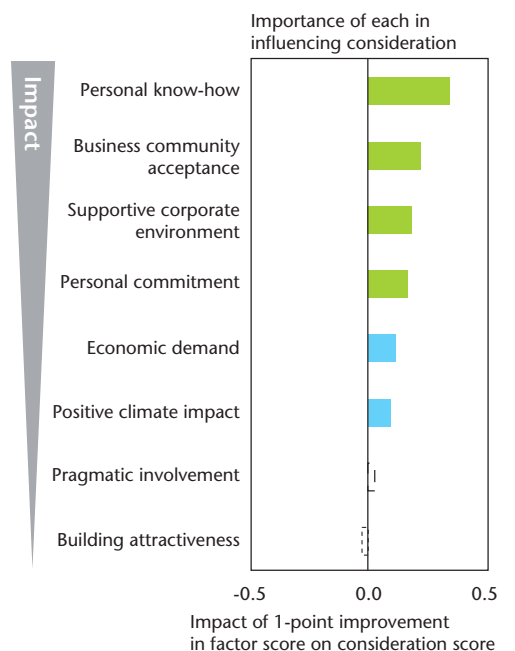 Importance of each in
influencing consideration
Impact
Personal know-how
Business community
acceptance
Supportive corporate
environment
Personal commitment
Economic demand
Positive climate impact
Pragmatic involvement
Building attractiveness
-0.5 0.0 0.5
Impact of 1-point improvement
in factor score on consideration score